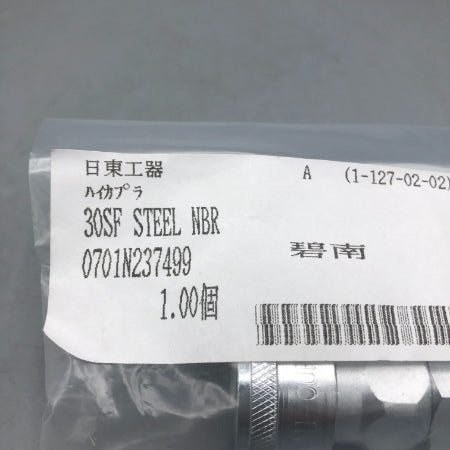 日東工器
A (1-127-02-02)
ﾊｲｶﾌﾟﾗ
30SF STEEL NBR
0701N237499
碧南
1.00個